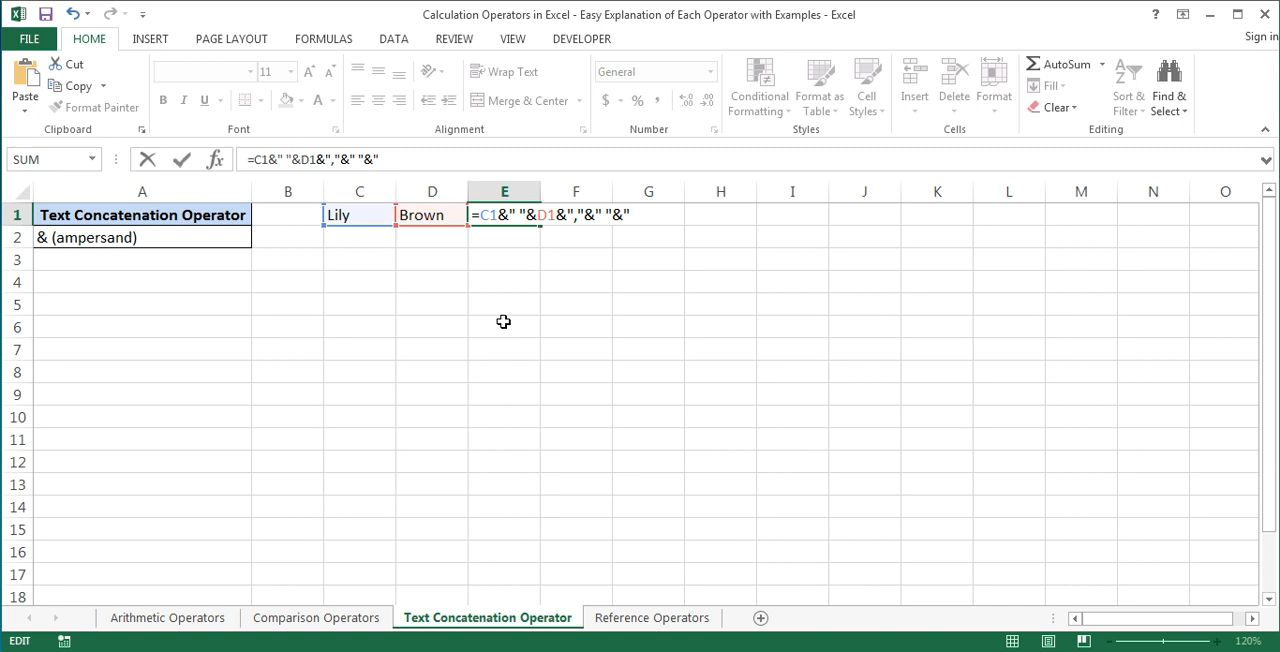 Calculation Operators in Excel - Easy Explanation of Each Operator with Examples - Excel
?
FILE HOME INSERT PAGE LAYOUT FORMULAS DATA REVIEW VIEW DEVELOPER Sign in
Paste
Cut
Copy
Format Painter
11 A A
B I U A
Wrap Text
Merge & Center
General
$ % ,
Conditional Formatting
Format as Table
Cell Styles
Insert
Delete
Format
AutoSum
Fill
Clear
Sort & Filter
Find & Select
Clipboard Font Alignment Number Styles Cells Editing
SUM fx =C1&" "&D1&","&" "&"
A B C D E F G H I J K L M N O
1 Text Concatenation Operator Lily Brown =C1&" "&D1&","&" "&"
2 & (ampersand)
3
4
5
6
7
8
9
10
11
12
13
14
15
16
17
18
Arithmetic Operators Comparison Operators Text Concatenation Operator Reference Operators
EDIT 120%